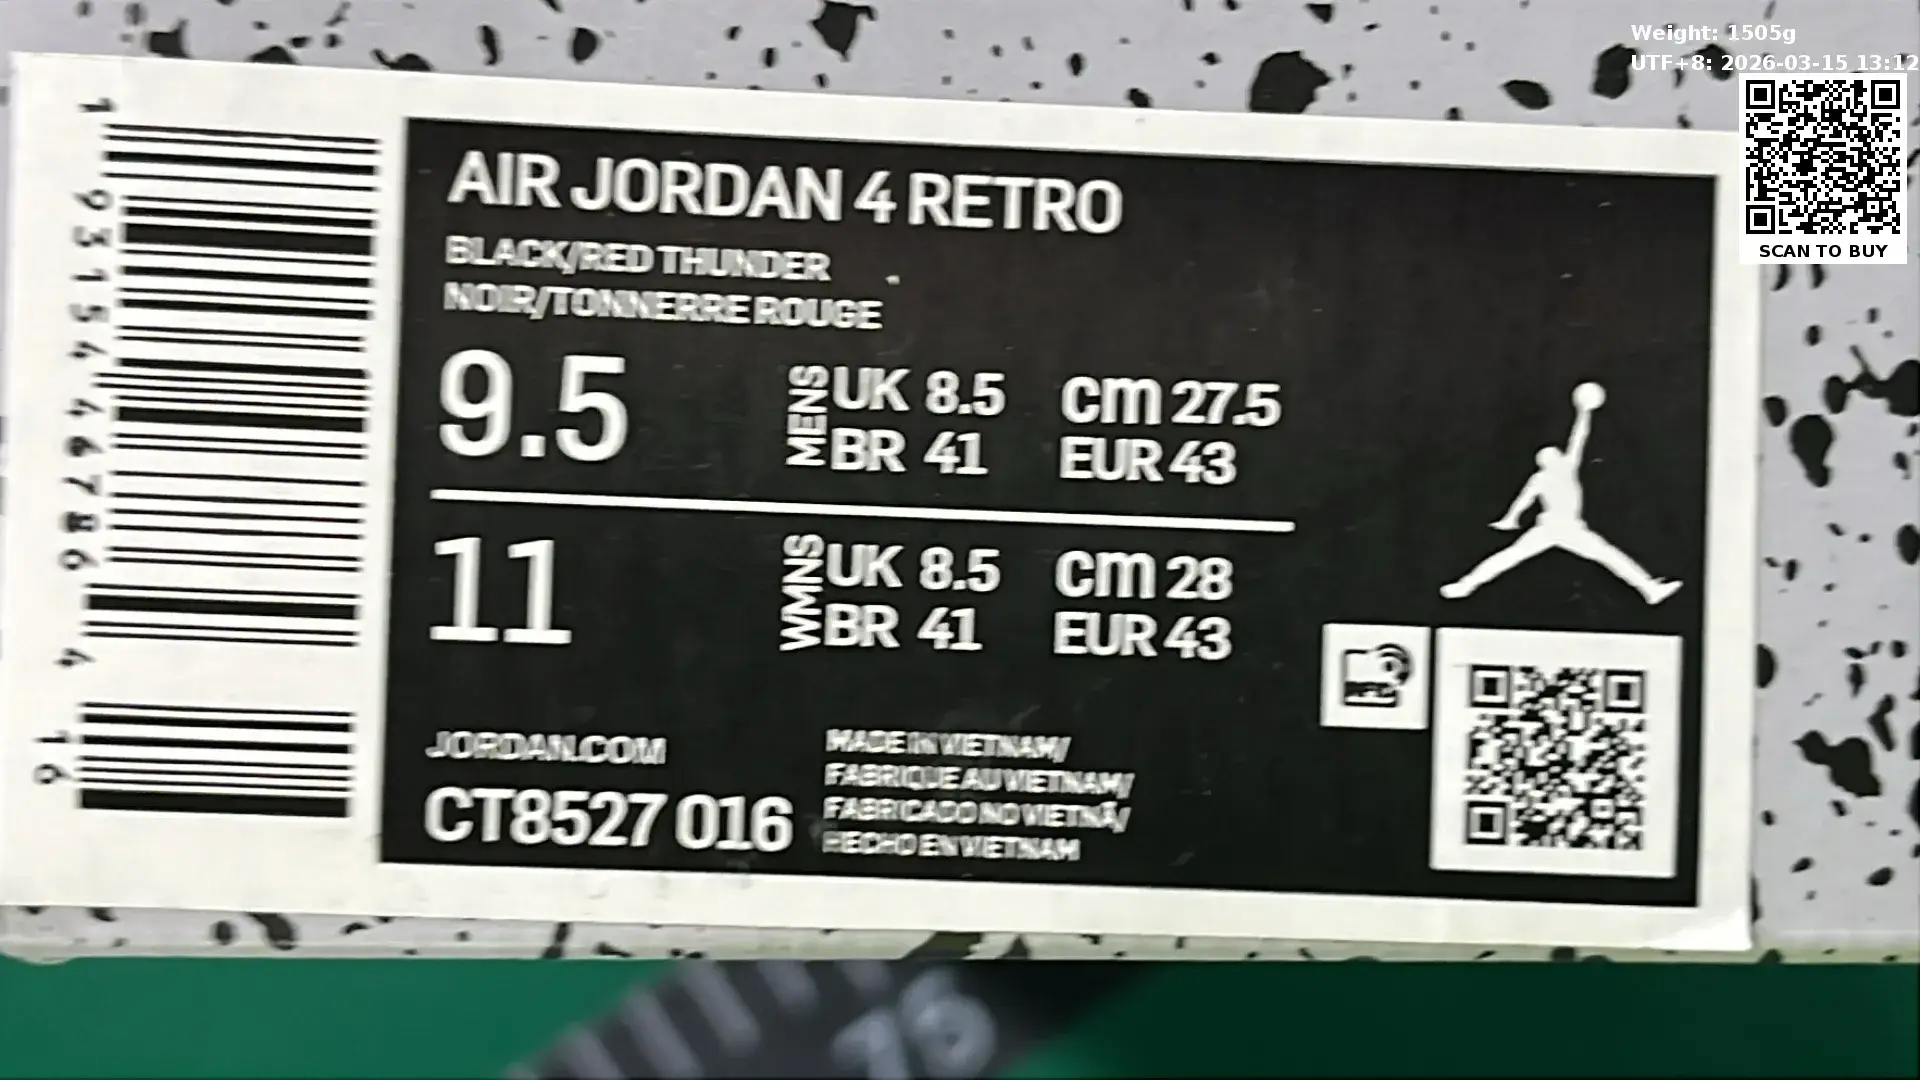 Weight: 1505g
UTF+8: 2026-03-15 13:12
SCAN TO BUY
AIR JORDAN 4 RETRO
BLACK/RED THUNDER
NOIR/TONNERRE ROUGE
9.5
MENS
UK 8.5 cm 27.5
BR 41 EUR 43
11
WMNS
UK 8.5 cm 28
BR 41 EUR 43
JORDAN.COM
CT8527 016
MADE IN VIETNAM/
FABRIQUE AU VIETNAM/
FABRICADO NO VIETNÃ/
HECHO EN VIETNAM
NFC
75